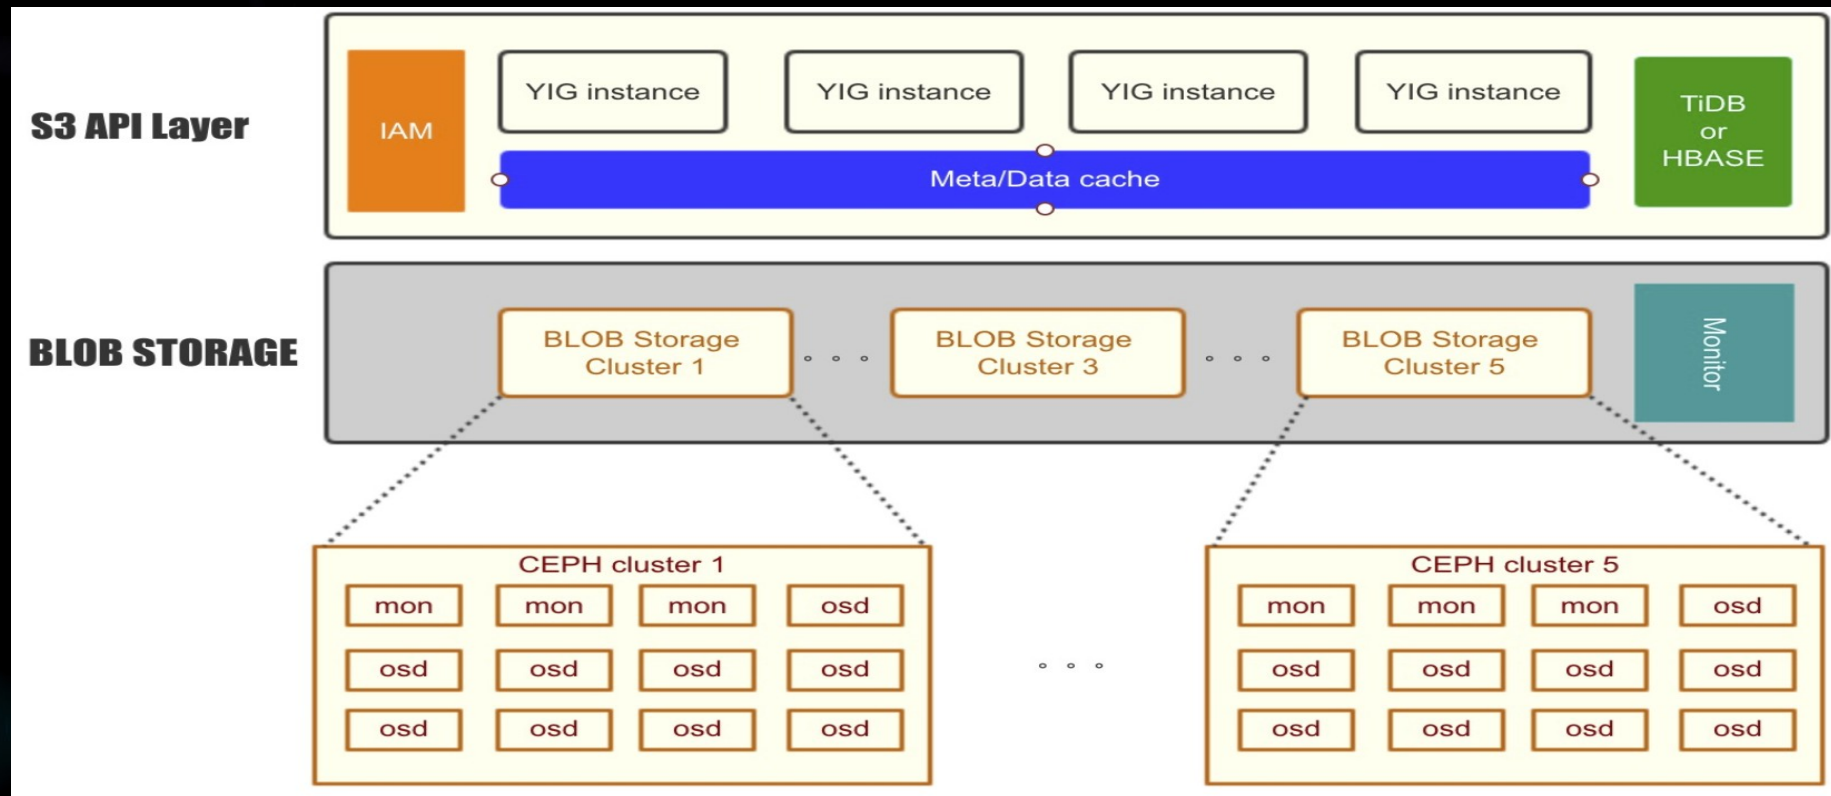 S3 API Layer
IAM
YIG instance
YIG instance
YIG instance
YIG instance
Meta/Data cache
TiDB
or
HBASE
BLOB STORAGE
BLOB Storage
Cluster 1
BLOB Storage
Cluster 3
BLOB Storage
Cluster 5
Monitor
CEPH cluster 1
mon mon mon osd
osd osd osd osd
osd osd osd osd
CEPH cluster 5
mon mon mon osd
osd osd osd osd
osd osd osd osd